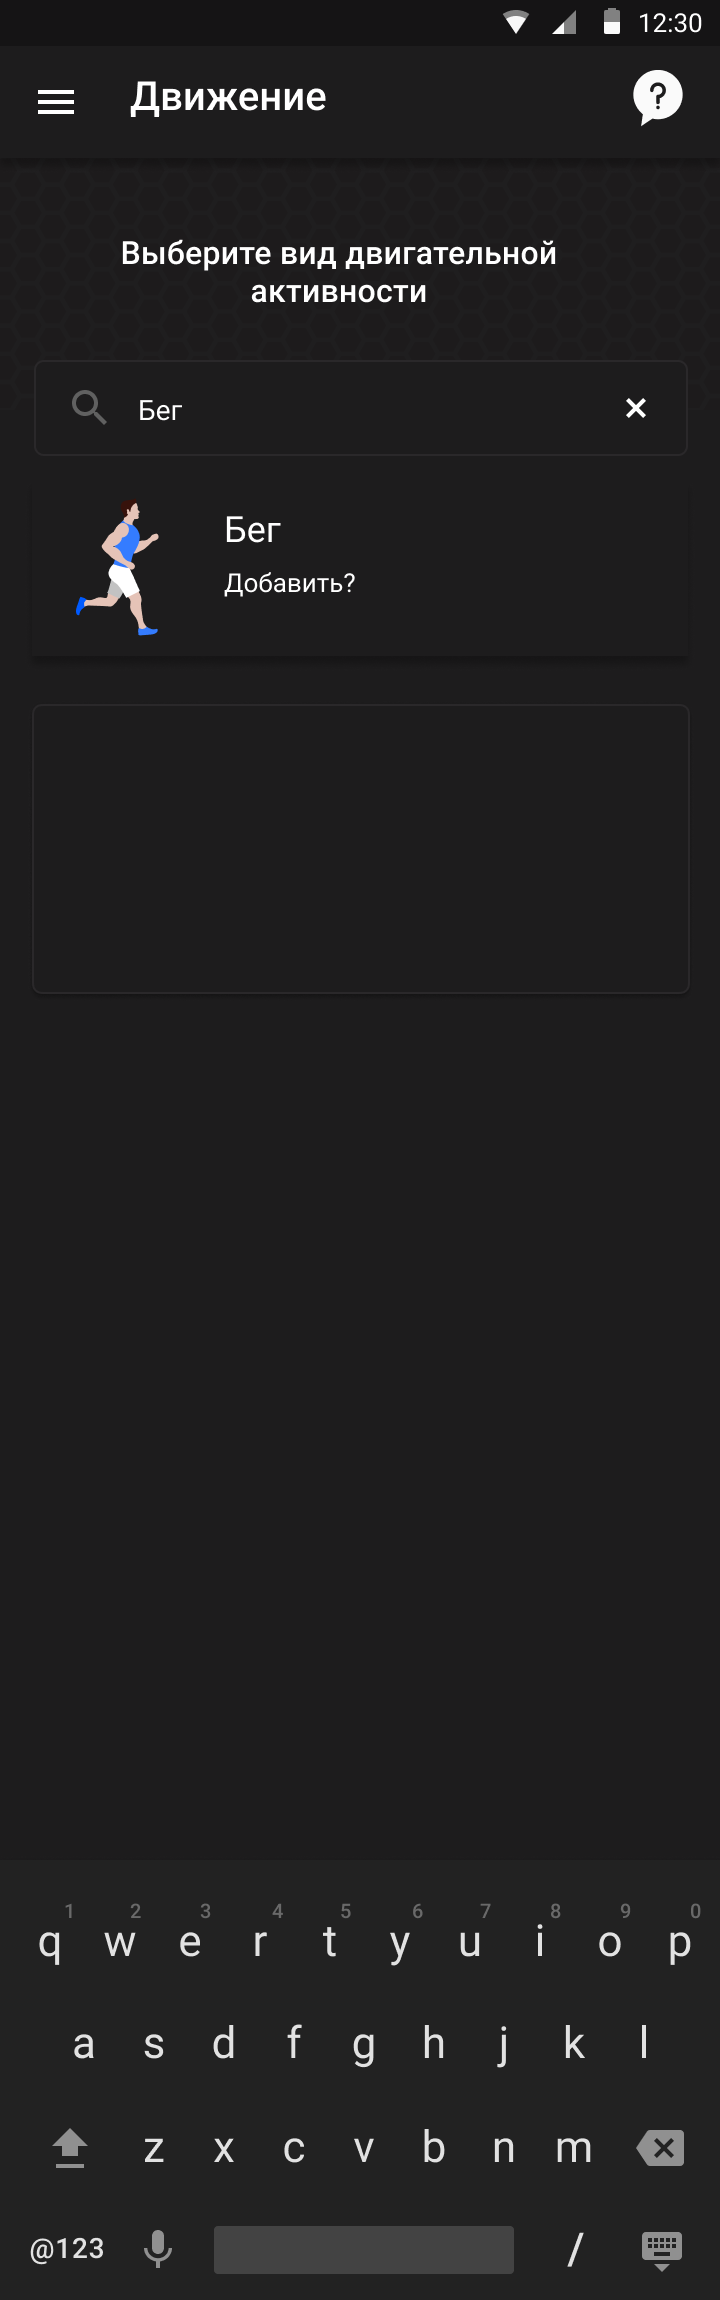 12:30
Движение
Выберите вид двигательной
активности
Бег
Бег
Добавить?
1 2 3 4 5 6 7 8 9 0
q w e r t y u i o p
a s d f g h j k l
z x c v b n m
@123 /